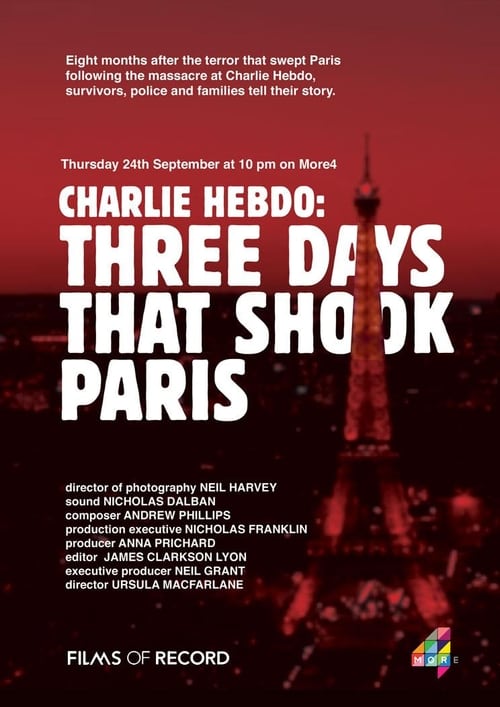 Eight months after the terror that swept Paris
following the massacre at Charlie Hebdo,
survivors, police and families tell their story.
Thursday 24th September at 10 pm on More4
CHARLIE HEBDO:
THREE DAYS
THAT SHOOK
PARIS
director of photography NEIL HARVEY
sound NICHOLAS DALBAN
composer ANDREW PHILLIPS
production executive NICHOLAS FRANKLIN
producer ANNA PRICHARD
editor JAMES CLARKSON LYON
executive producer NEIL GRANT
director URSULA MACFARLANE
FILMS OF RECORD
4
MORE